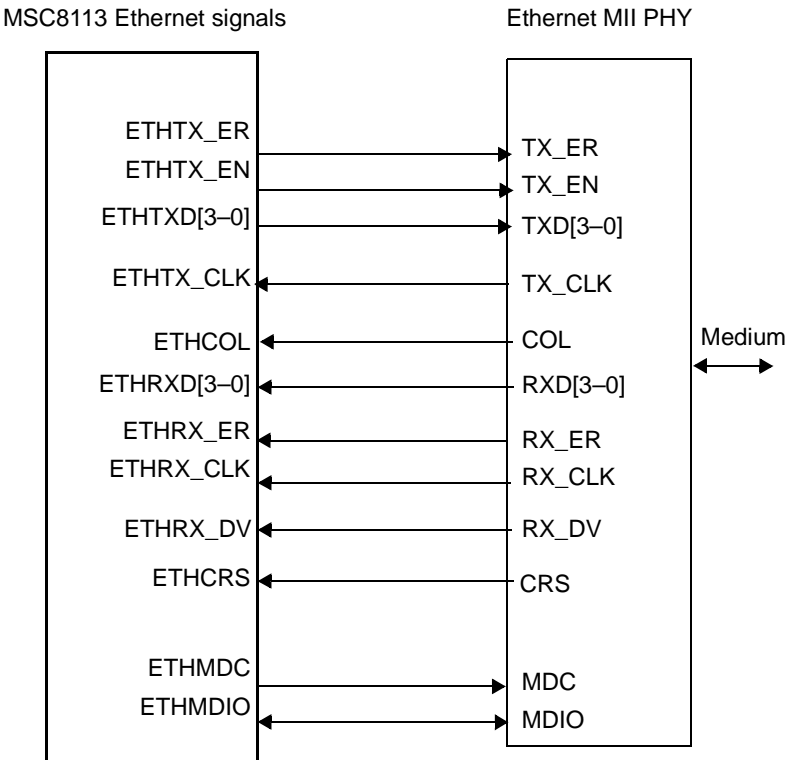 MSC8113 Ethernet signals
Ethernet MII PHY
ETHTX_ER
TX_ER
ETHTX_EN
TX_EN
ETHTXD[3–0]
TXD[3–0]
ETHTX_CLK
TX_CLK
ETHCOL
COL
Medium
ETHRXD[3–0]
RXD[3–0]
ETHRX_ER
RX_ER
ETHRX_CLK
RX_CLK
ETHRX_DV
RX_DV
ETHCRS
CRS
ETHMDC
MDC
ETHMDIO
MDIO